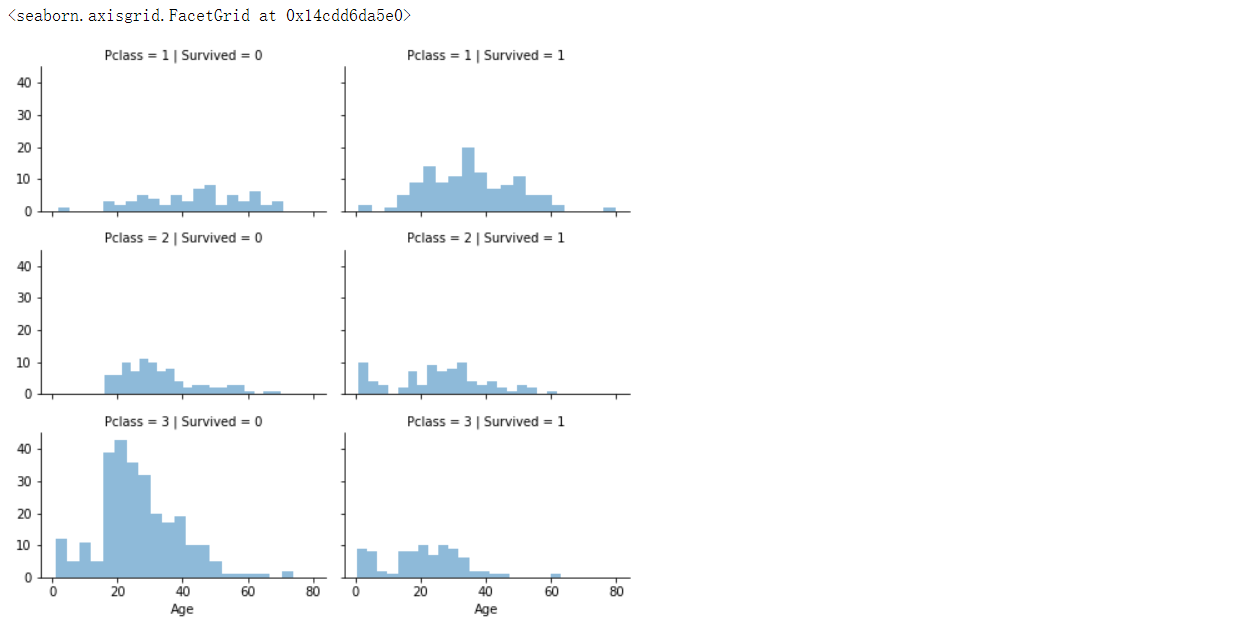 <seaborn.axisgrid.FacetGrid at 0x14cdd6da5e0>
Pclass = 1 | Survived = 0
Pclass = 1 | Survived = 1
40
30
20
10
0
Pclass = 2 | Survived = 0
Pclass = 2 | Survived = 1
40
30
20
10
0
Pclass = 3 | Survived = 0
Pclass = 3 | Survived = 1
40
30
20
10
0
0 20 40 60 80
0 20 40 60 80
Age
Age